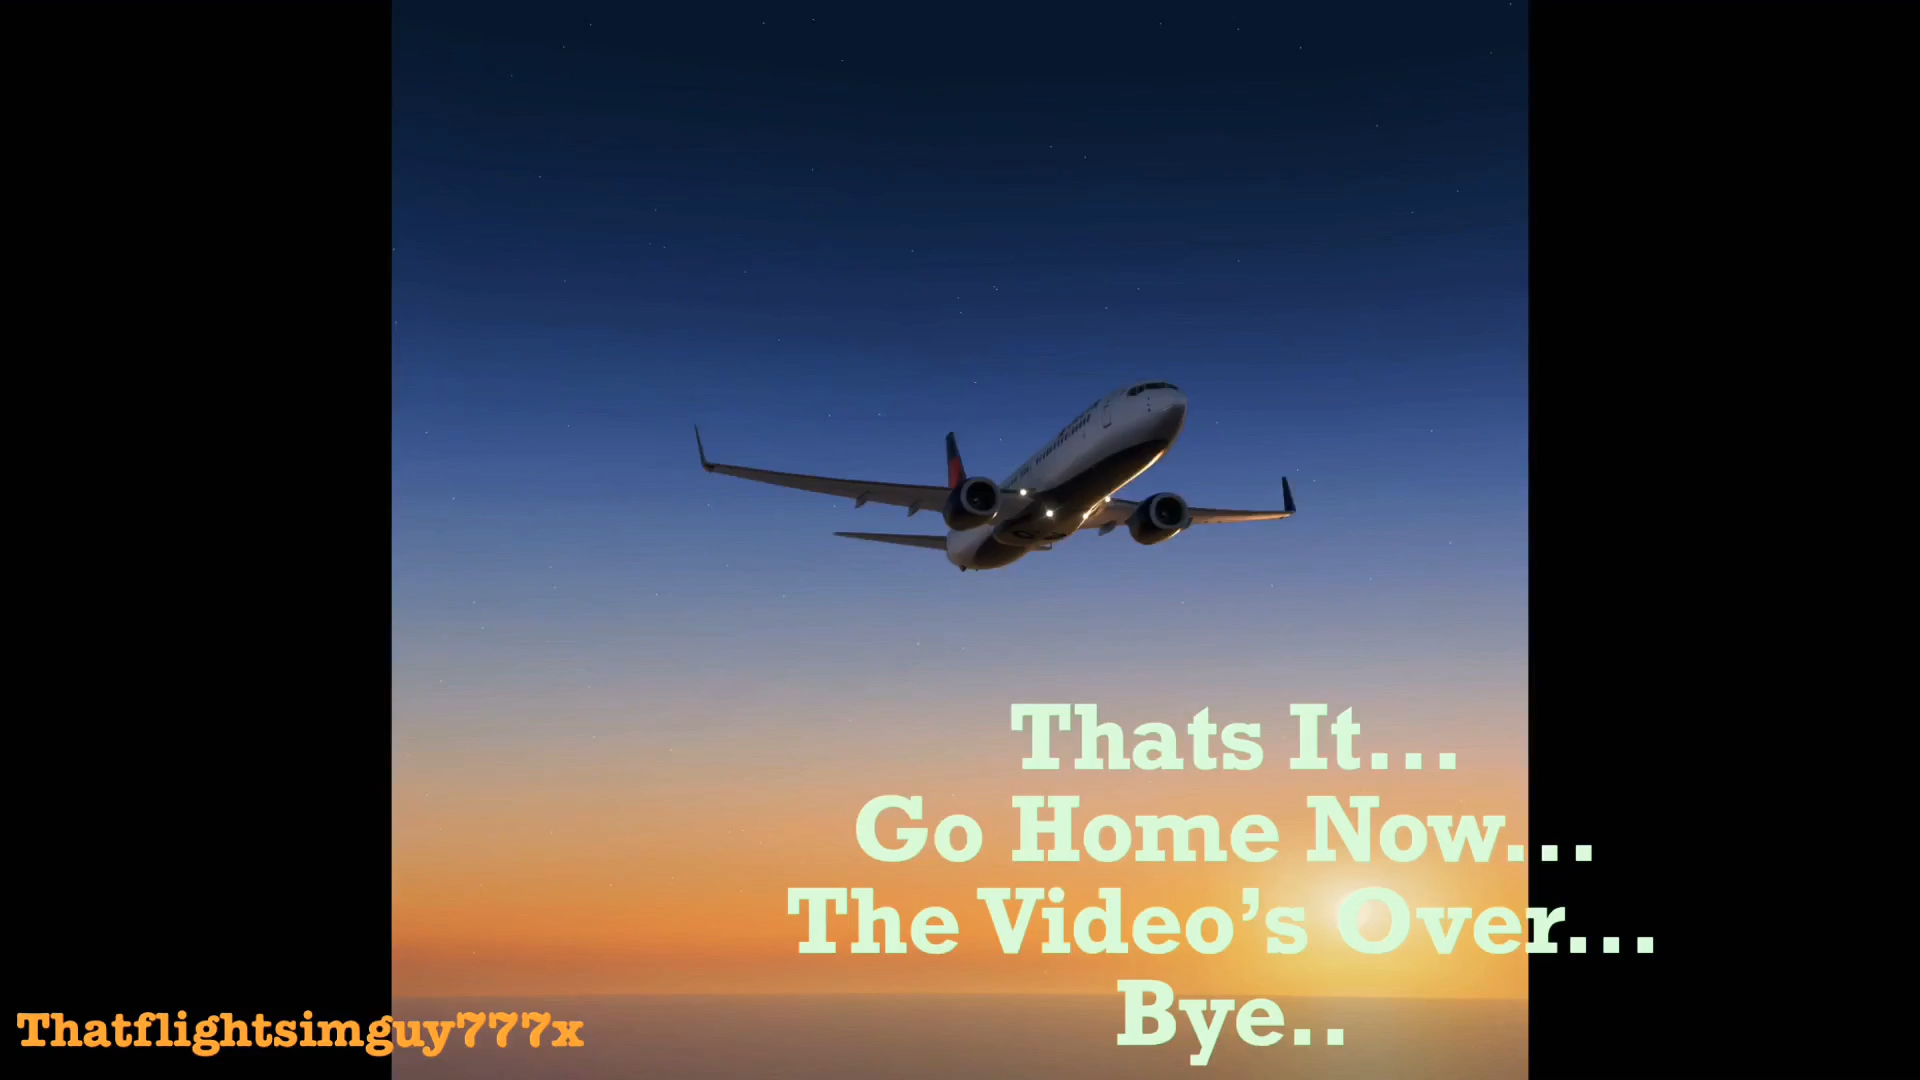 Thats It...
Go Home Now...
The Video’s Over...
Bye..
Thatflightsimguy777x